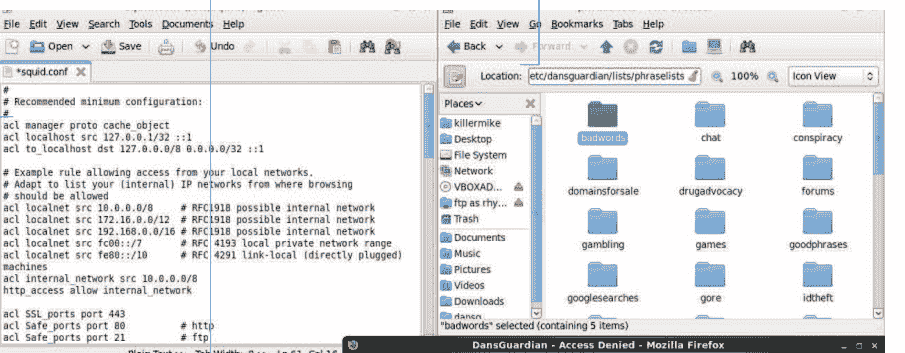 File Edit View Search Tools Documents Help
Open Save Undo
*squid.conf
#
# Recommended minimum configuration:
#
acl manager proto cache_object
acl localhost src 127.0.0.1/32 ::1
acl to_localhost dst 127.0.0.0/8 0.0.0.0/32 ::1
# Example rule allowing access from your local networks.
# Adapt to list your (internal) IP networks from where browsing
# should be allowed
acl localnet src 10.0.0.0/8 # RFC1918 possible internal network
acl localnet src 172.16.0.0/12 # RFC1918 possible internal network
acl localnet src 192.168.0.0/16 # RFC1918 possible internal network
acl localnet src fc00::/7 # RFC 4193 local private network range
acl localnet src fe80::/10 # RFC 4291 link-local (directly plugged)
machines
acl internal_network src 10.0.0.0/8
http_access allow internal_network
acl SSL_ports port 443
acl Safe_ports port 80 # http
acl Safe_ports port 21 # ftp
File Edit View Go Bookmarks Tabs Help
Back Forward
Location: etc/dansguardian/lists/phraselists 100% Icon View
Places
killermike
Desktop
File System
Network
VBOXAD...
ftp as rhy...
Trash
Documents
Music
Pictures
Videos
Downloads
badwords chat conspiracy
domainsforsale drugadvocacy forums
gambling games goodphrases
googlesearches gore idtheft
"badwords" selected (containing 5 items)
DansGuardian - Access Denied - Mozilla Firefox